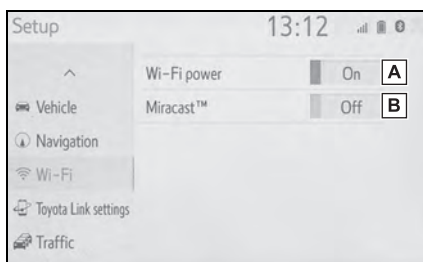 Setup 13:12
Wi-Fi power On A
Vehicle Miracast™ Off B
Navigation
Wi-Fi
Toyota Link settings
Traffic